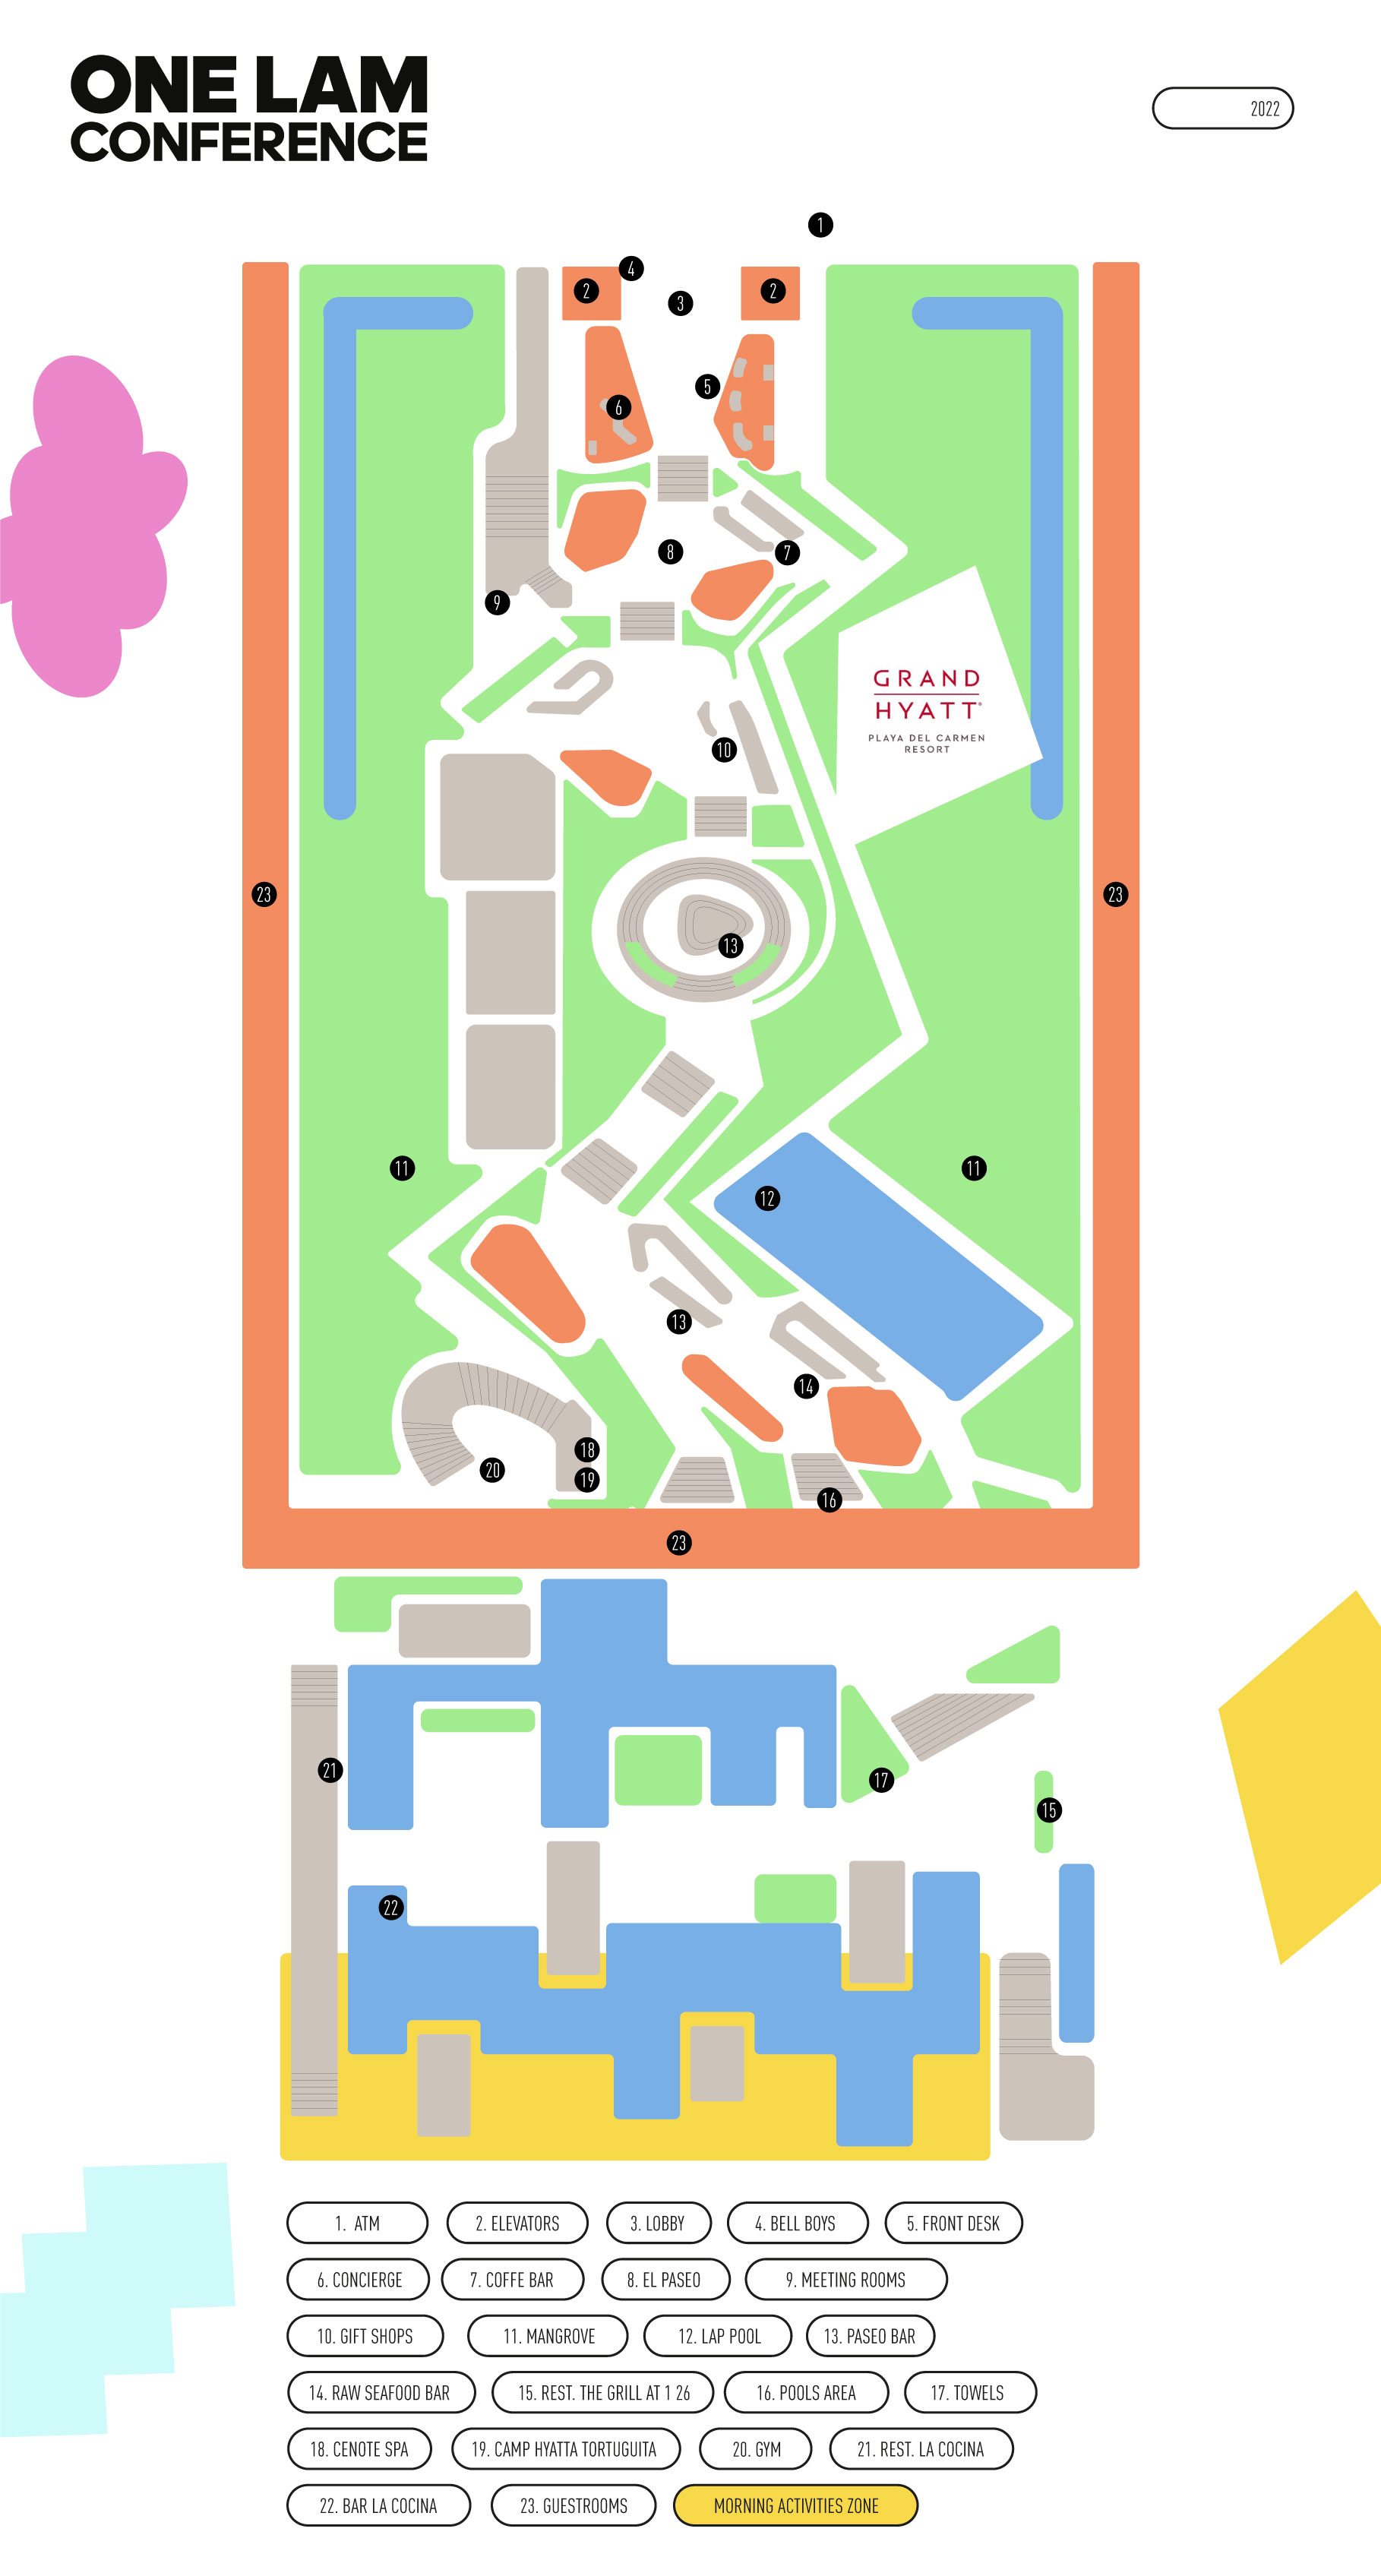 ONE LAM
CONFERENCE
2022
1
4
2
2
3
5
6
8
7
9
GRAND
HYATT®
PLAYA DEL CARMEN
RESORT
10
23
23
13
11
11
12
13
14
18
20
19
16
23
21
17
15
22
1. ATM
2. ELEVATORS
3. LOBBY
4. BELL BOYS
5. FRONT DESK
6. CONCIERGE
7. COFFE BAR
8. EL PASEO
9. MEETING ROOMS
10. GIFT SHOPS
11. MANGROVE
12. LAP POOL
13. PASEO BAR
14. RAW SEAFOOD BAR
15. REST. THE GRILL AT 1 26
16. POOLS AREA
17. TOWELS
18. CENOTE SPA
19. CAMP HYATTA TORTUGUITA
20. GYM
21. REST. LA COCINA
22. BAR LA COCINA
23. GUESTROOMS
MORNING ACTIVITIES ZONE